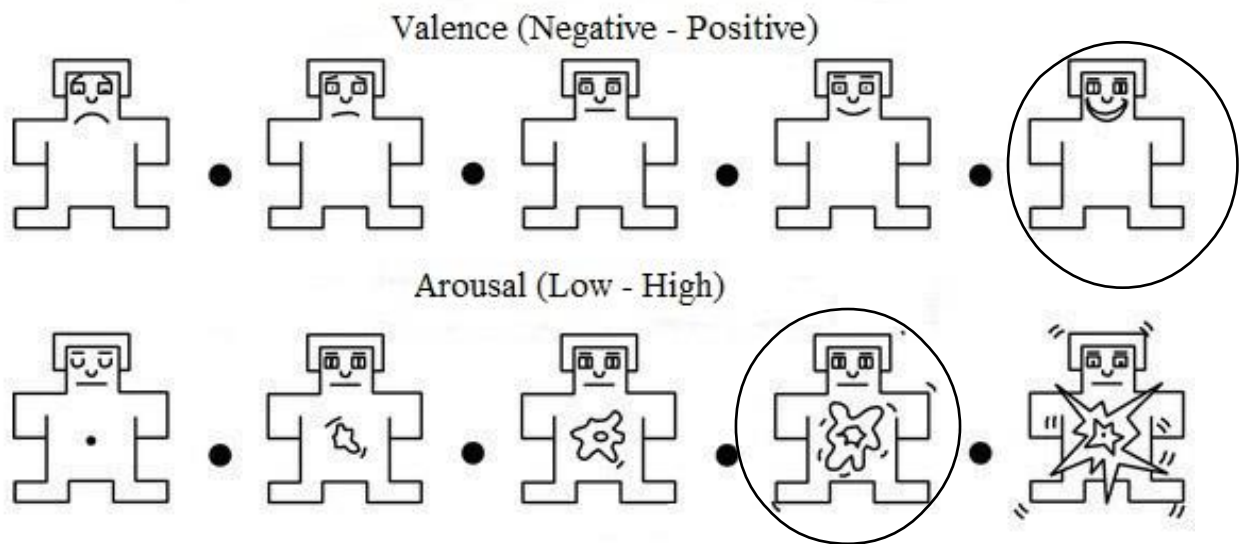 Valence (Negative - Positive)
Arousal (Low - High)